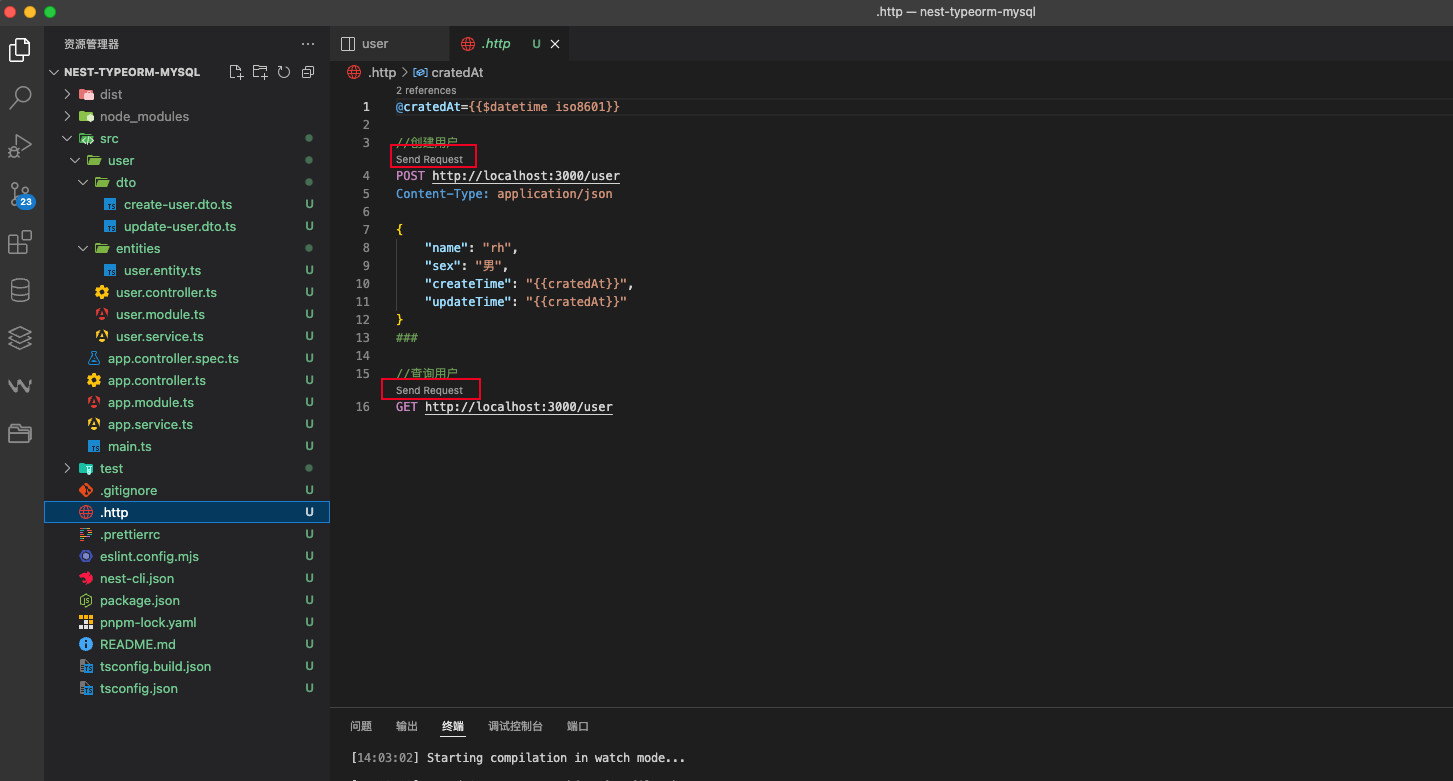 .http — nest-typeorm-mysql
资源管理器
NEST-TYPEORM-MYSQL
dist
node_modules
src
user
dto
create-user.dto.ts U
update-user.dto.ts U
entities
user.entity.ts U
user.controller.ts U
user.module.ts U
user.service.ts U
app.controller.spec.ts U
app.controller.ts U
app.module.ts U
app.service.ts U
main.ts U
test
.gitignore U
.http U
.prettierrc U
eslint.config.mjs U
nest-cli.json U
package.json U
pnpm-lock.yaml U
README.md U
tsconfig.build.json U
tsconfig.json U
23
user
.http U
.http > cratedAt
2 references
1 @cratedAt={{$datetime iso8601}}
2
3 //创建用户
Send Request
4 POST http://localhost:3000/user
5 Content-Type: application/json
6
7 {
8 "name": "rh",
9 "sex": "男",
10 "createTime": "{{cratedAt}}",
11 "updateTime": "{{cratedAt}}"
12 }
13 ###
14
15 //查询用户
Send Request
16 GET http://localhost:3000/user
问题 输出 终端 调试控制台 端口
[14:03:02] Starting compilation in watch mode...